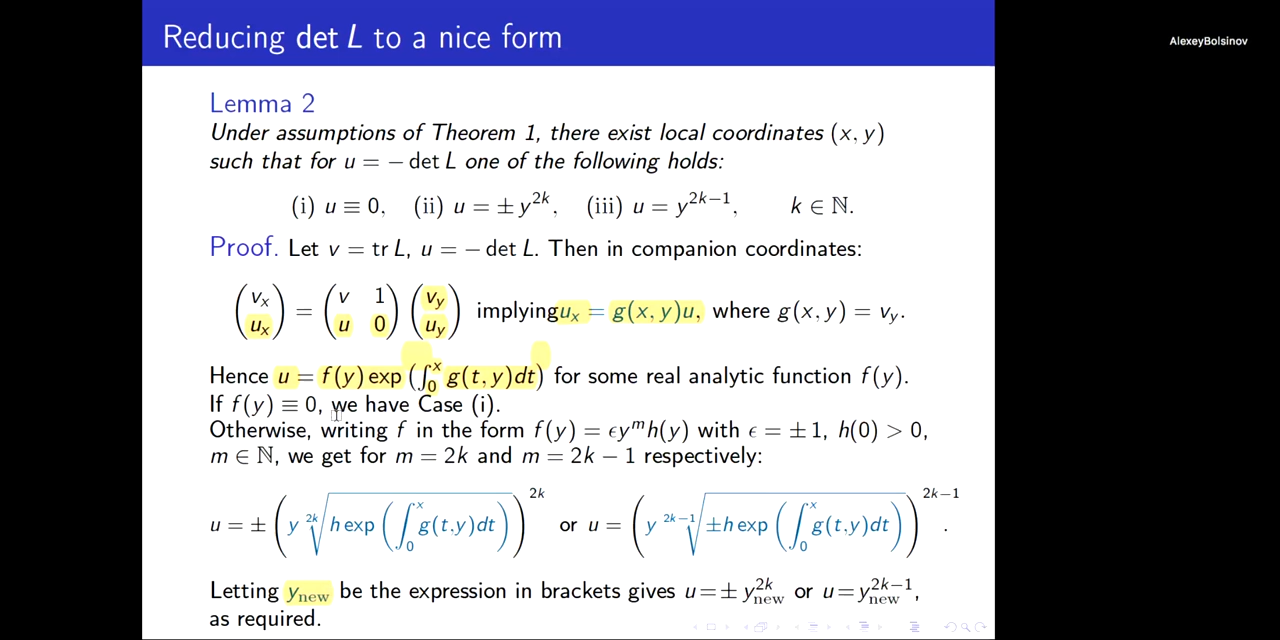 Reducing det L to a nice form
AlexeyBolsinov
Lemma 2
Under assumptions of Theorem 1, there exist local coordinates (x, y)
such that for u = − det L one of the following holds:
(i) u ≡ 0, (ii) u = ±y^{2k}, (iii) u = y^{2k−1}, k ∈ ℕ.
Proof. Let v = tr L, u = − det L. Then in companion coordinates:
(v_x u_x) = (v 1 u 0) (v_y u_y) implying u_x = g(x, y)u, where g(x, y) = v_y.
Hence u = f(y) exp (∫_0^x g(t, y)dt) for some real analytic function f(y).
If f(y) ≡ 0, we have Case (i).
Otherwise, writing f in the form f(y) = ϵy^m h(y) with ϵ = ±1, h(0) > 0,
m ∈ ℕ, we get for m = 2k and m = 2k − 1 respectively:
u = ± (y \sqrt[2k]{h exp (∫_0^x g(t,y)dt)})^{2k} or u = (y \sqrt[2k−1]{±h exp (∫_0^x g(t,y)dt)})^{2k−1}.
Letting y_new be the expression in brackets gives u = ± y_new^{2k} or u = y_new^{2k−1},
as required.